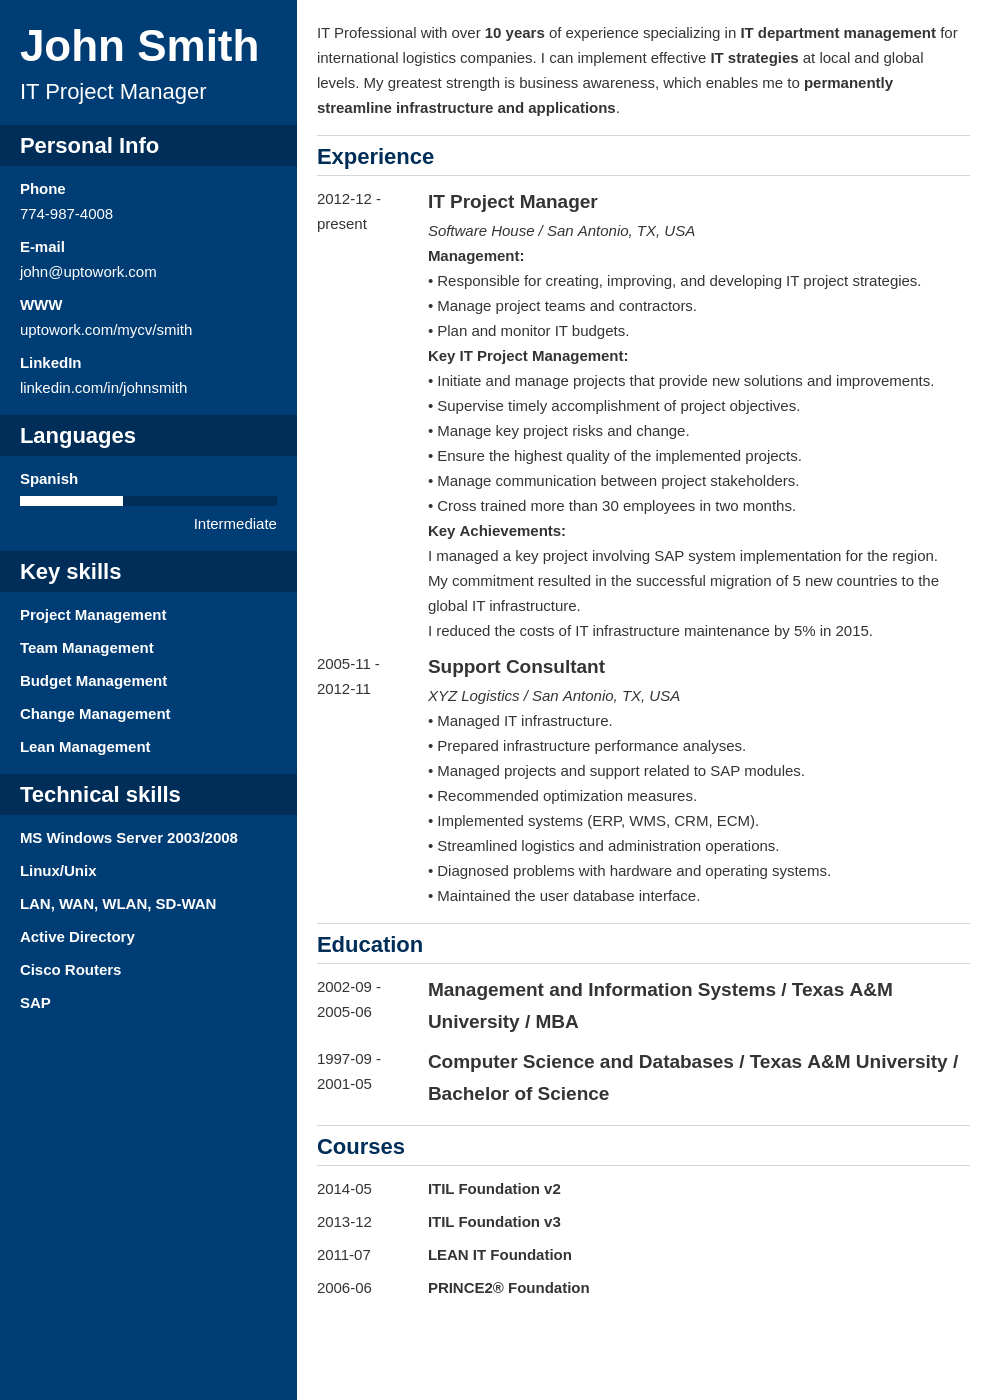 John Smith
IT Project Manager
Personal Info
Phone
774-987-4008
E-mail
john@uptowork.com
WWW
uptowork.com/mycv/smith
LinkedIn
linkedin.com/in/johnsmith
Languages
Spanish
Intermediate
Key skills
Project Management
Team Management
Budget Management
Change Management
Lean Management
Technical skills
MS Windows Server 2003/2008
Linux/Unix
LAN, WAN, WLAN, SD-WAN
Active Directory
Cisco Routers
SAP
IT Professional with over 10 years of experience specializing in IT department management for
international logistics companies. I can implement effective IT strategies at local and global
levels. My greatest strength is business awareness, which enables me to permanently
streamline infrastructure and applications.
Experience
2012-12 -
present
IT Project Manager
Software House / San Antonio, TX, USA
Management:
• Responsible for creating, improving, and developing IT project strategies.
• Manage project teams and contractors.
• Plan and monitor IT budgets.
Key IT Project Management:
• Initiate and manage projects that provide new solutions and improvements.
• Supervise timely accomplishment of project objectives.
• Manage key project risks and change.
• Ensure the highest quality of the implemented projects.
• Manage communication between project stakeholders.
• Cross trained more than 30 employees in two months.
Key Achievements:
I managed a key project involving SAP system implementation for the region.
My commitment resulted in the successful migration of 5 new countries to the
global IT infrastructure.
I reduced the costs of IT infrastructure maintenance by 5% in 2015.
2005-11 -
2012-11
Support Consultant
XYZ Logistics / San Antonio, TX, USA
• Managed IT infrastructure.
• Prepared infrastructure performance analyses.
• Managed projects and support related to SAP modules.
• Recommended optimization measures.
• Implemented systems (ERP, WMS, CRM, ECM).
• Streamlined logistics and administration operations.
• Diagnosed problems with hardware and operating systems.
• Maintained the user database interface.
Education
2002-09 -
2005-06
Management and Information Systems / Texas A&M
University / MBA
1997-09 -
2001-05
Computer Science and Databases / Texas A&M University /
Bachelor of Science
Courses
2014-05 ITIL Foundation v2
2013-12 ITIL Foundation v3
2011-07 LEAN IT Foundation
2006-06 PRINCE2® Foundation